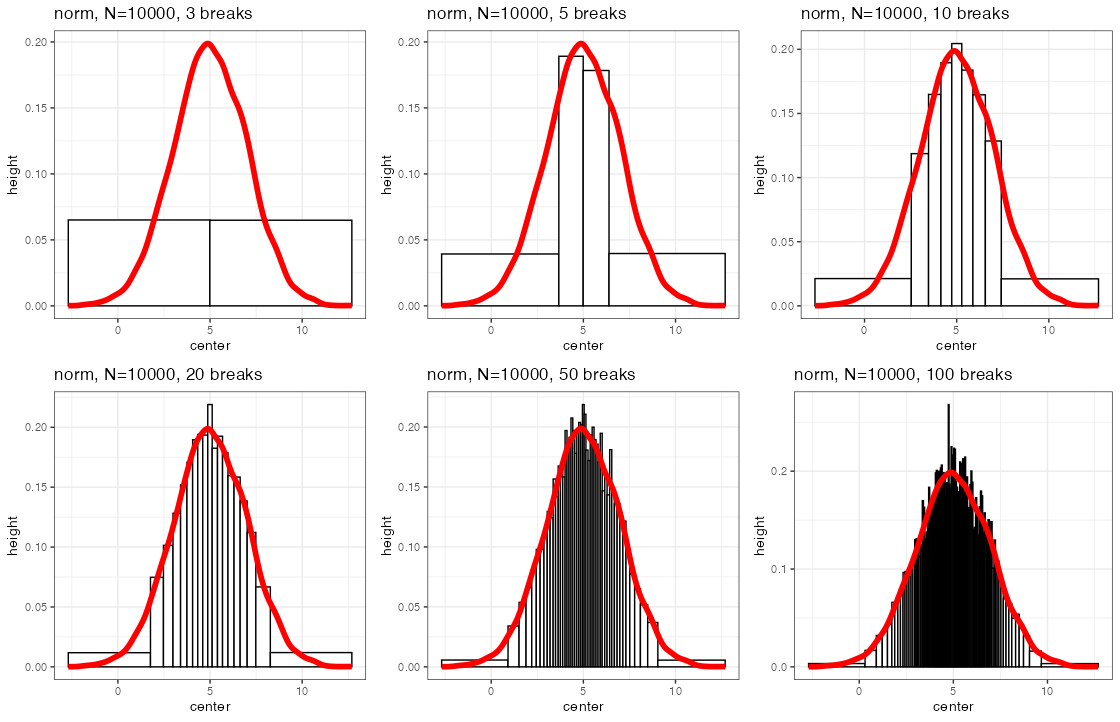 norm, N=10000, 3 breaks
0.20
0.15
0.10
0.05
0.00
height
0 5 10
center
norm, N=10000, 5 breaks
0.20
0.15
0.10
0.05
0.00
height
0 5 10
center
norm, N=10000, 10 breaks
0.20
0.15
0.10
0.05
0.00
height
0 5 10
center
norm, N=10000, 20 breaks
0.20
0.15
0.10
0.05
0.00
height
0 5 10
center
norm, N=10000, 50 breaks
0.20
0.15
0.10
0.05
0.00
height
0 5 10
center
norm, N=10000, 100 breaks
0.2
0.1
0.0
height
0 5 10
center